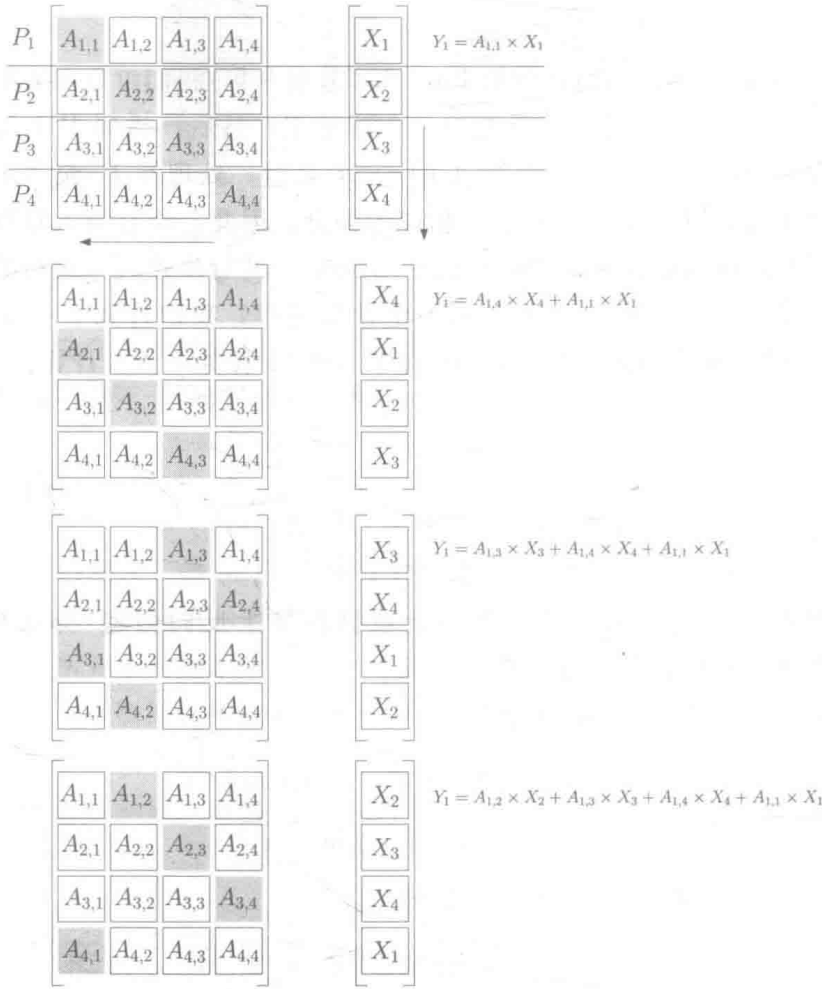 P₁ A₁,₁ A₁,₂ A₁,₃ A₁,₄ X₁ Y₁ = A₁,₁ × X₁
P₂ A₂,₁ A₂,₂ A₂,₃ A₂,₄ X₂
P₃ A₃,₁ A₃,₂ A₃,₃ A₃,₄ X₃
P₄ A₄,₁ A₄,₂ A₄,₃ A₄,₄ X₄
A₁,₁ A₁,₂ A₁,₃ A₁,₄ X₄ Y₁ = A₁,₄ × X₄ + A₁,₁ × X₁
A₂,₁ A₂,₂ A₂,₃ A₂,₄ X₁
A₃,₁ A₃,₂ A₃,₃ A₃,₄ X₂
A₄,₁ A₄,₂ A₄,₃ A₄,₄ X₃
A₁,₁ A₁,₂ A₁,₃ A₁,₄ X₃ Y₁ = A₁,₃ × X₃ + A₁,₄ × X₄ + A₁,₁ × X₁
A₂,₁ A₂,₂ A₂,₃ A₂,₄ X₄
A₃,₁ A₃,₂ A₃,₃ A₃,₄ X₁
A₄,₁ A₄,₂ A₄,₃ A₄,₄ X₂
A₁,₁ A₁,₂ A₁,₃ A₁,₄ X₂ Y₁ = A₁,₂ × X₂ + A₁,₃ × X₃ + A₁,₄ × X₄ + A₁,₁ × X₁
A₂,₁ A₂,₂ A₂,₃ A₂,₄ X₃
A₃,₁ A₃,₂ A₃,₃ A₃,₄ X₄
A₄,₁ A₄,₂ A₄,₃ A₄,₄ X₁